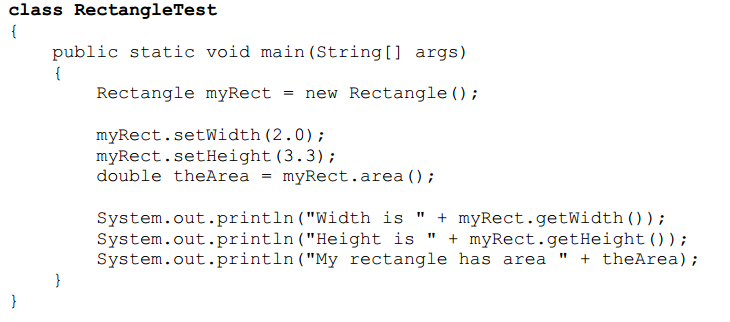 class RectangleTest
{
    public static void main(String[] args)
    {
        Rectangle myRect = new Rectangle();

        myRect.setWidth(2.0);
        myRect.setHeight(3.3);
        double theArea = myRect.area();

        System.out.println("Width is " + myRect.getWidth());
        System.out.println("Height is " + myRect.getHeight());
        System.out.println("My rectangle has area " + theArea);
    }
}